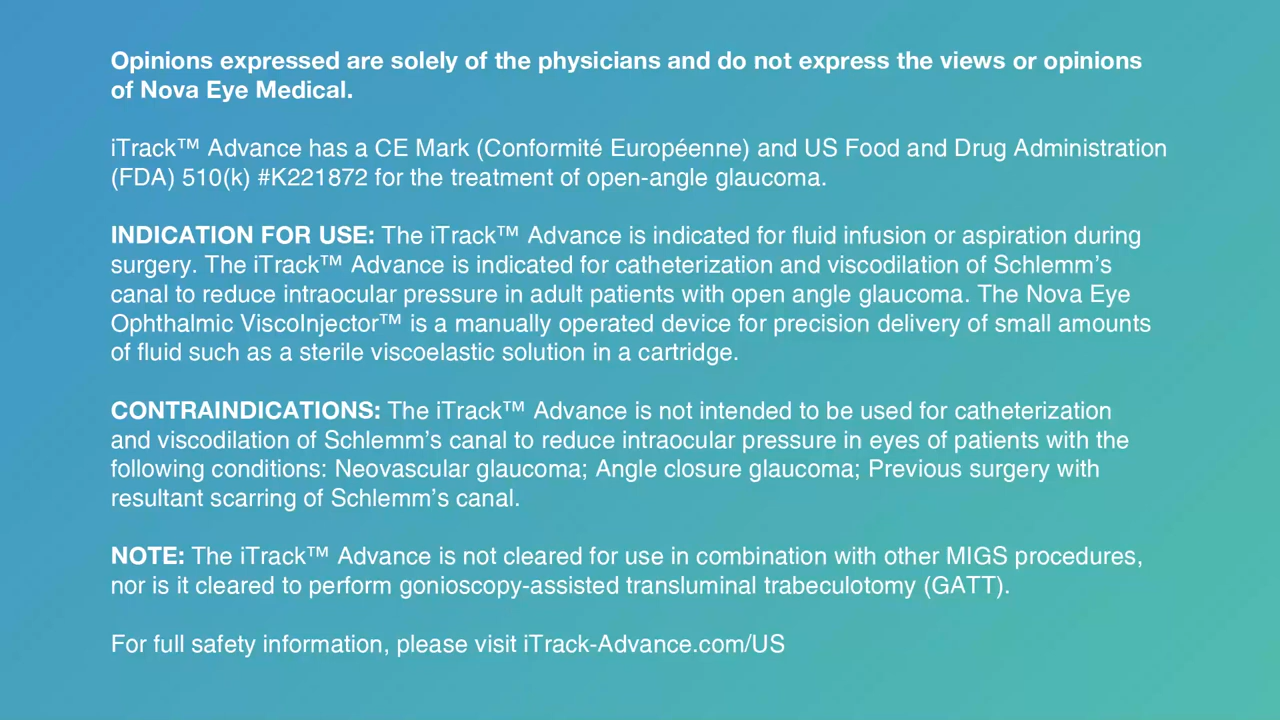 Opinions expressed are solely of the physicians and do not express the views or opinions
of Nova Eye Medical.
iTrack™ Advance has a CE Mark (Conformité Européenne) and US Food and Drug Administration
(FDA) 510(k) #K221872 for the treatment of open-angle glaucoma.
INDICATION FOR USE: The iTrack™ Advance is indicated for fluid infusion or aspiration during
surgery. The iTrack™ Advance is indicated for catheterization and viscodilation of Schlemm’s
canal to reduce intraocular pressure in adult patients with open angle glaucoma. The Nova Eye
Ophthalmic ViscoInjector™ is a manually operated device for precision delivery of small amounts
of fluid such as a sterile viscoelastic solution in a cartridge.
CONTRAINDICATIONS: The iTrack™ Advance is not intended to be used for catheterization
and viscodilation of Schlemm’s canal to reduce intraocular pressure in eyes of patients with the
following conditions: Neovascular glaucoma; Angle closure glaucoma; Previous surgery with
resultant scarring of Schlemm’s canal.
NOTE: The iTrack™ Advance is not cleared for use in combination with other MIGS procedures,
nor is it cleared to perform gonioscopy-assisted transluminal trabeculotomy (GATT).
For full safety information, please visit iTrack-Advance.com/US